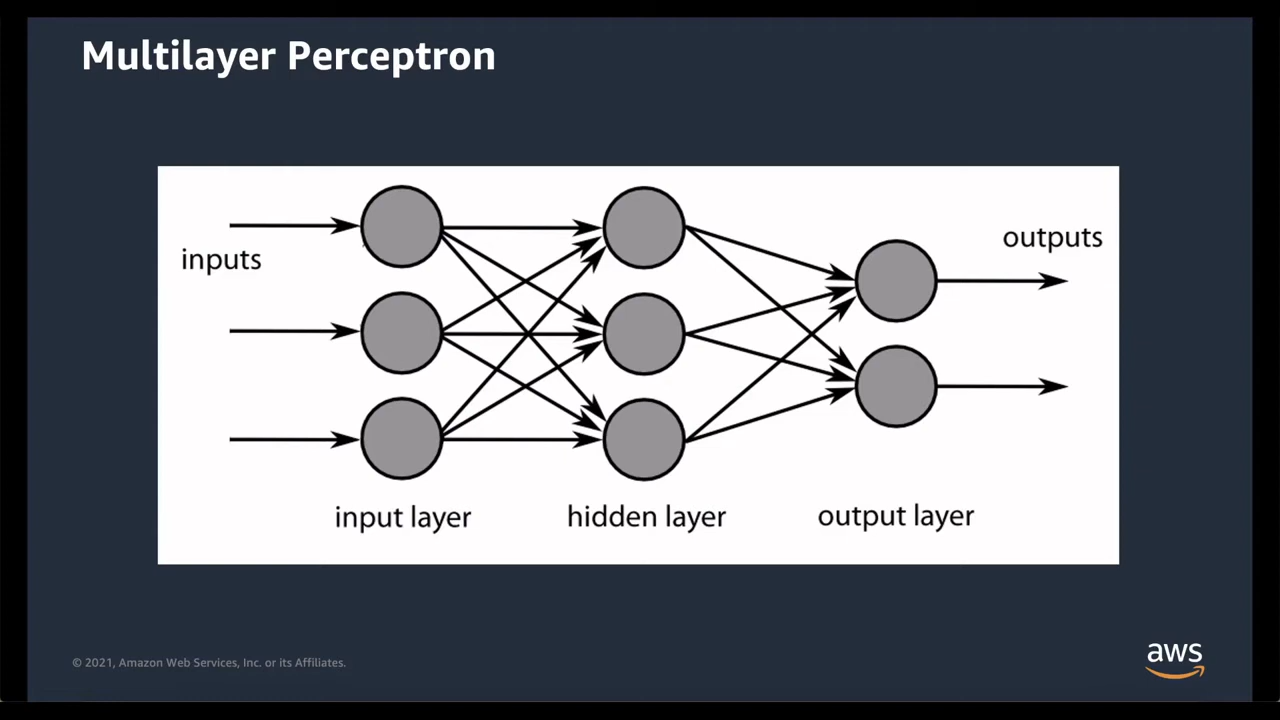 Multilayer Perceptron
inputs
outputs
input layer
hidden layer
output layer
© 2021, Amazon Web Services, Inc. or its Affiliates.
aws